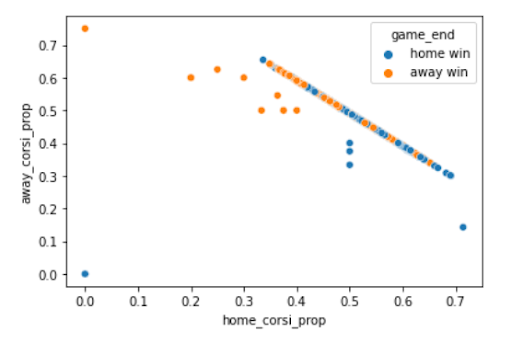 game_end
home win
away win
away_corsi_prop
0.7
0.6
0.5
0.4
0.3
0.2
0.1
0.0
0.0 0.1 0.2 0.3 0.4 0.5 0.6 0.7
home_corsi_prop